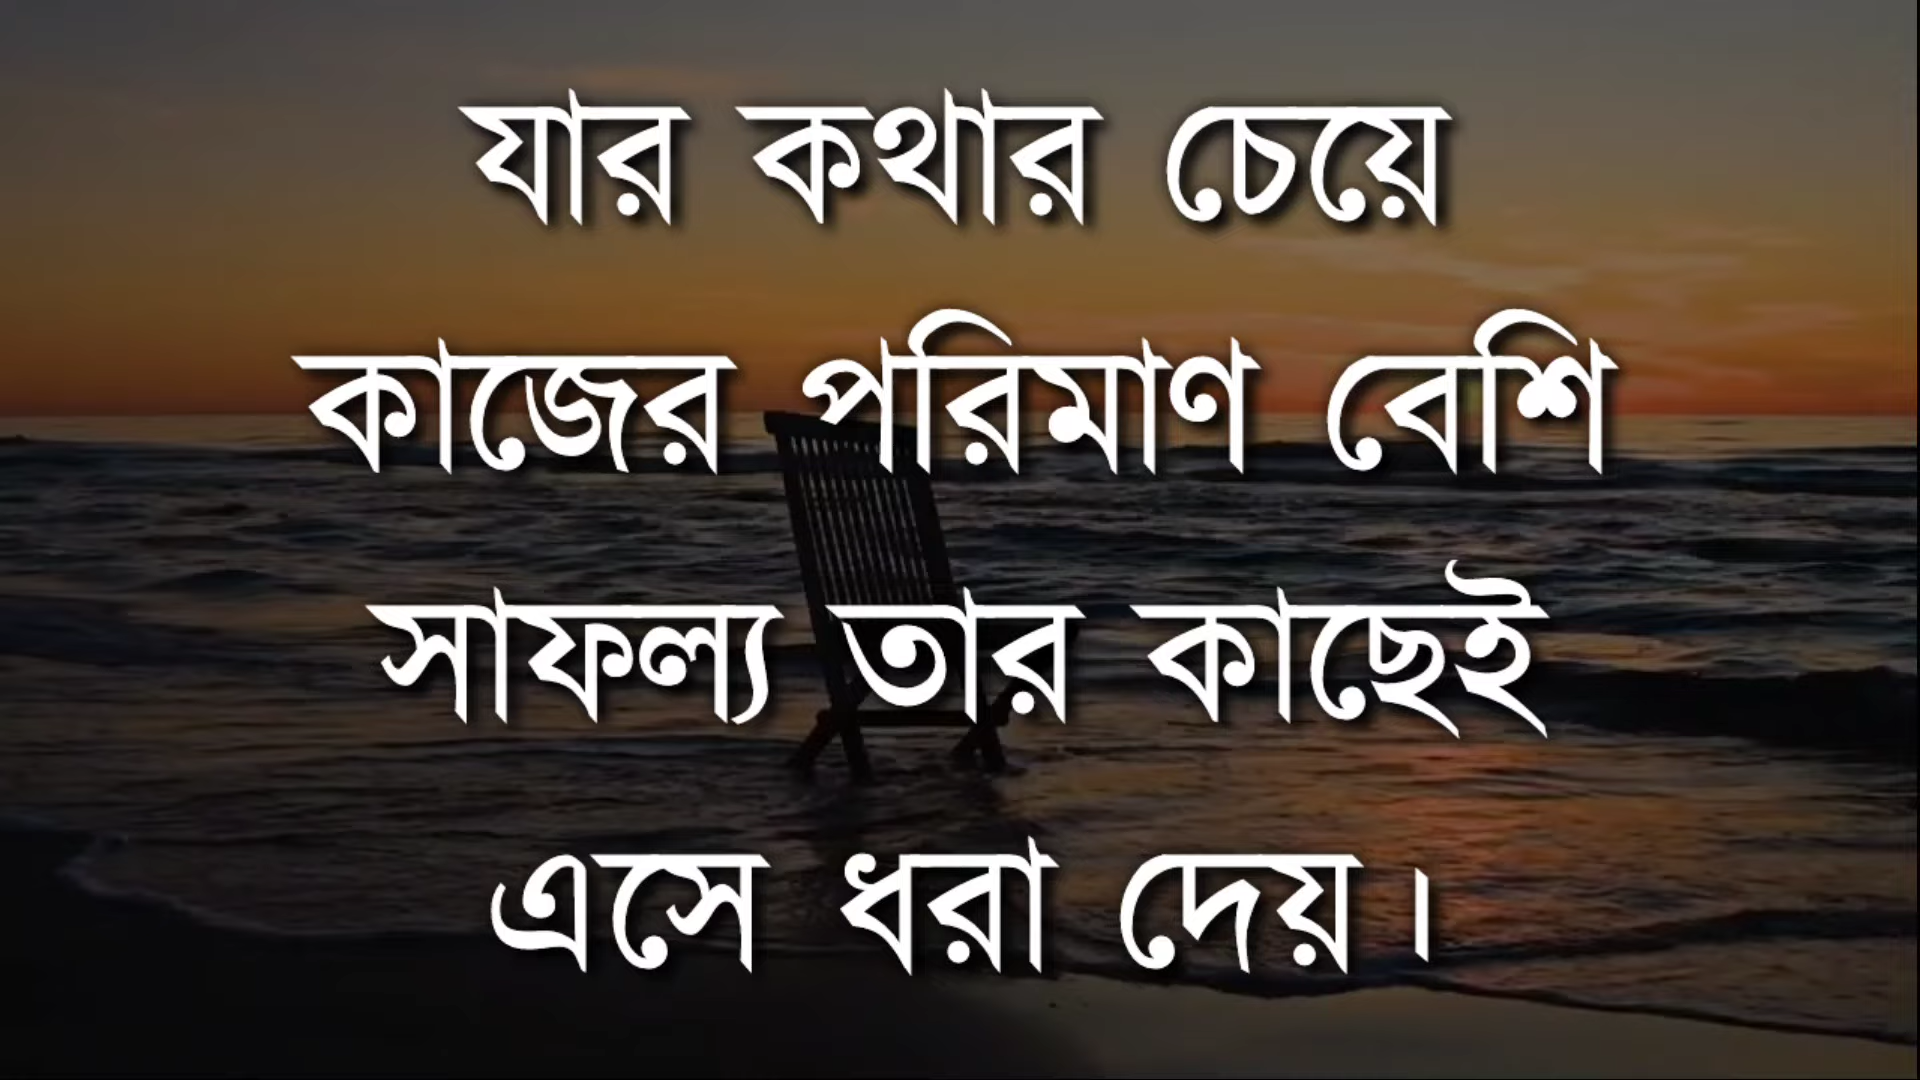 যার কথার চেয়ে
কাজের পরিমাণ বেশি
সাফল্য তার কাছেই
এসে ধরা দেয়।